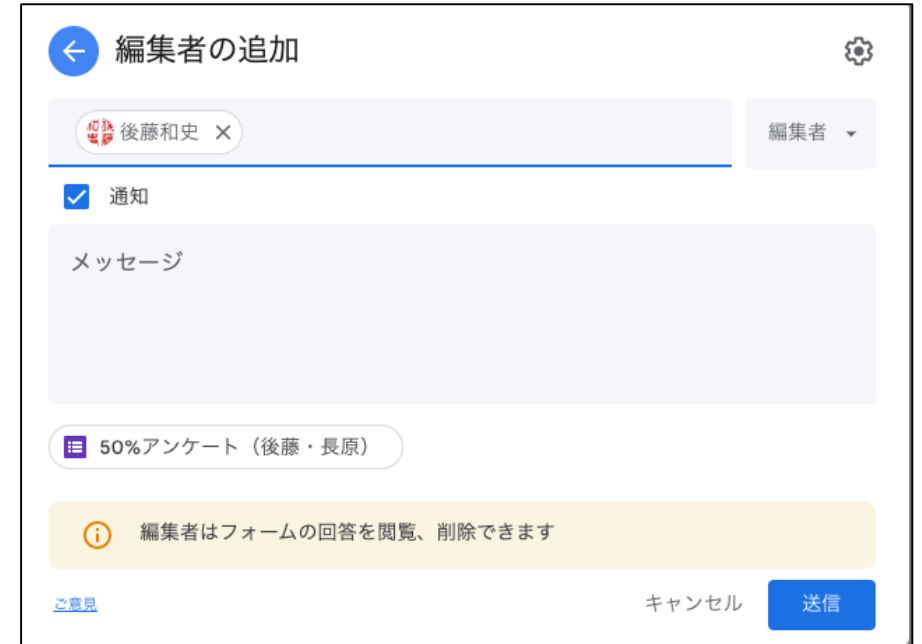 編集者の追加
後藤和史
編集者
通知
メッセージ
50%アンケート（後藤・長原）
編集者はフォームの回答を閲覧、削除できます
ご意見
キャンセル
送信